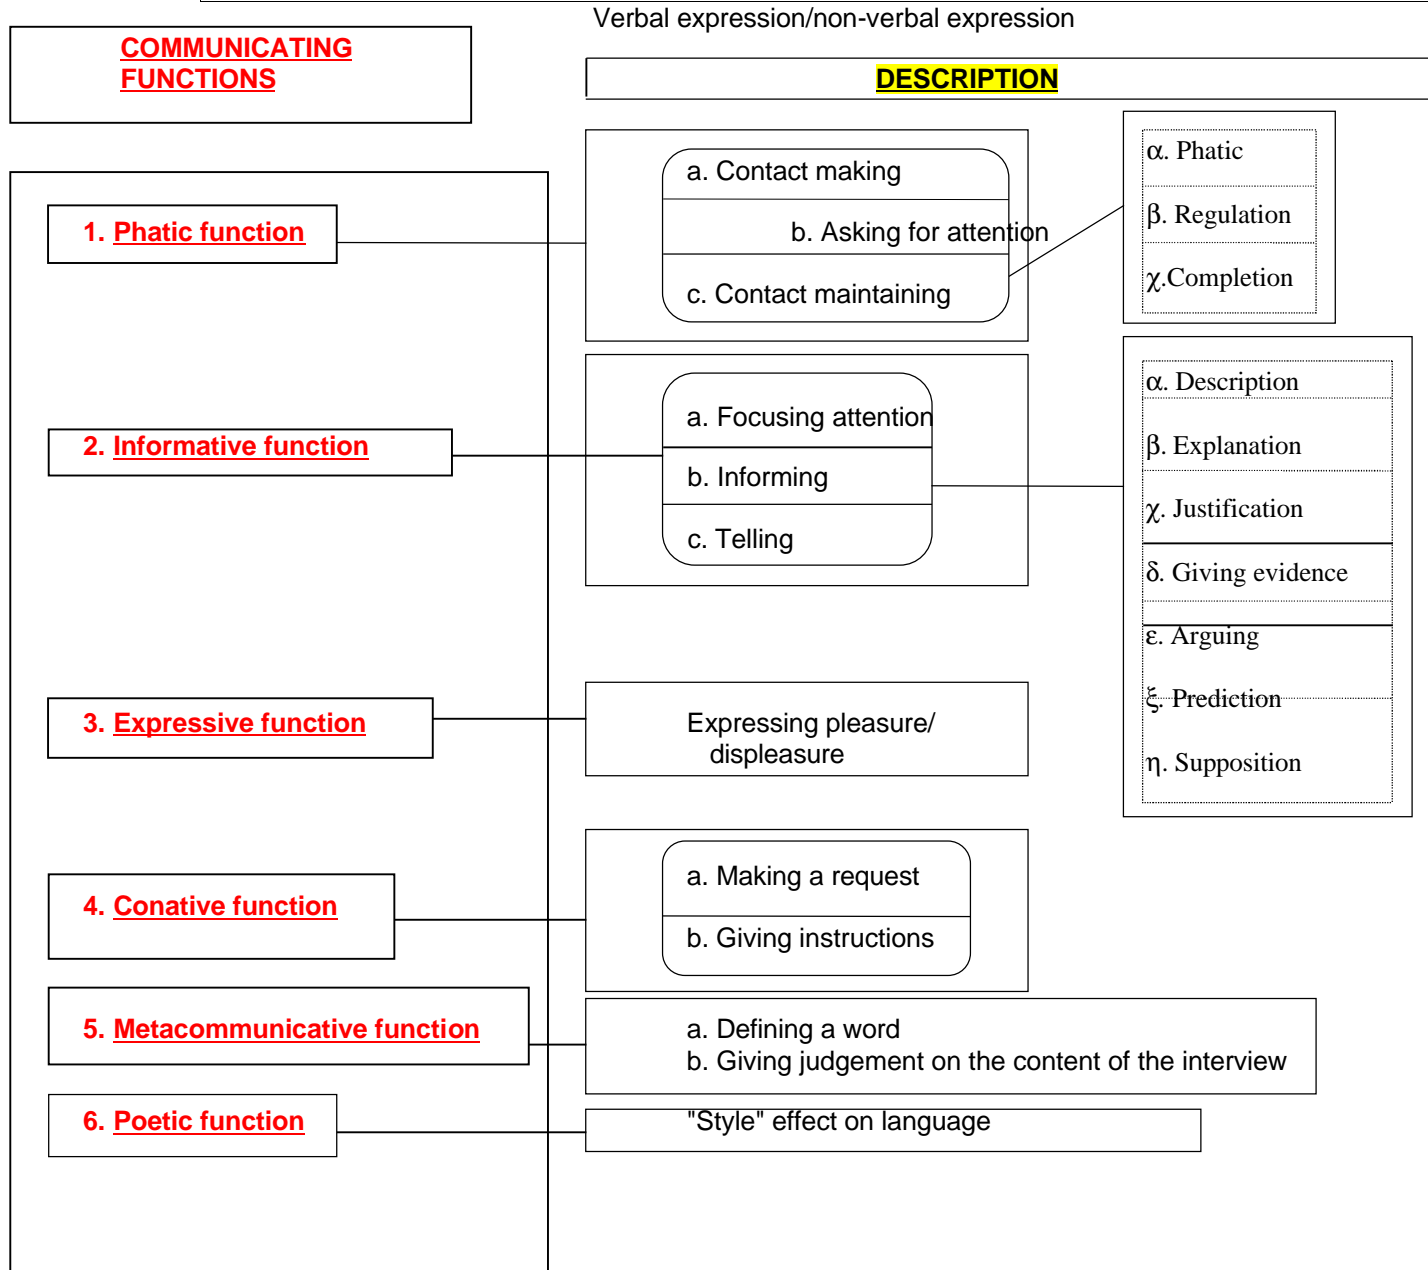 Verbal expression/non-verbal expression
COMMUNICATING
FUNCTIONS
DESCRIPTION
1. Phatic function
a. Contact making
b. Asking for attention
c. Contact maintaining
α. Phatic
β. Regulation
χ.Completion
2. Informative function
a. Focusing attention
b. Informing
c. Telling
α. Description
β. Explanation
χ. Justification
δ. Giving evidence
ε. Arguing
ξ. Prediction
η. Supposition
3. Expressive function
Expressing pleasure/
displeasure
4. Conative function
a. Making a request
b. Giving instructions
5. Metacommunicative function
a. Defining a word
b. Giving judgement on the content of the interview
6. Poetic function
"Style" effect on language